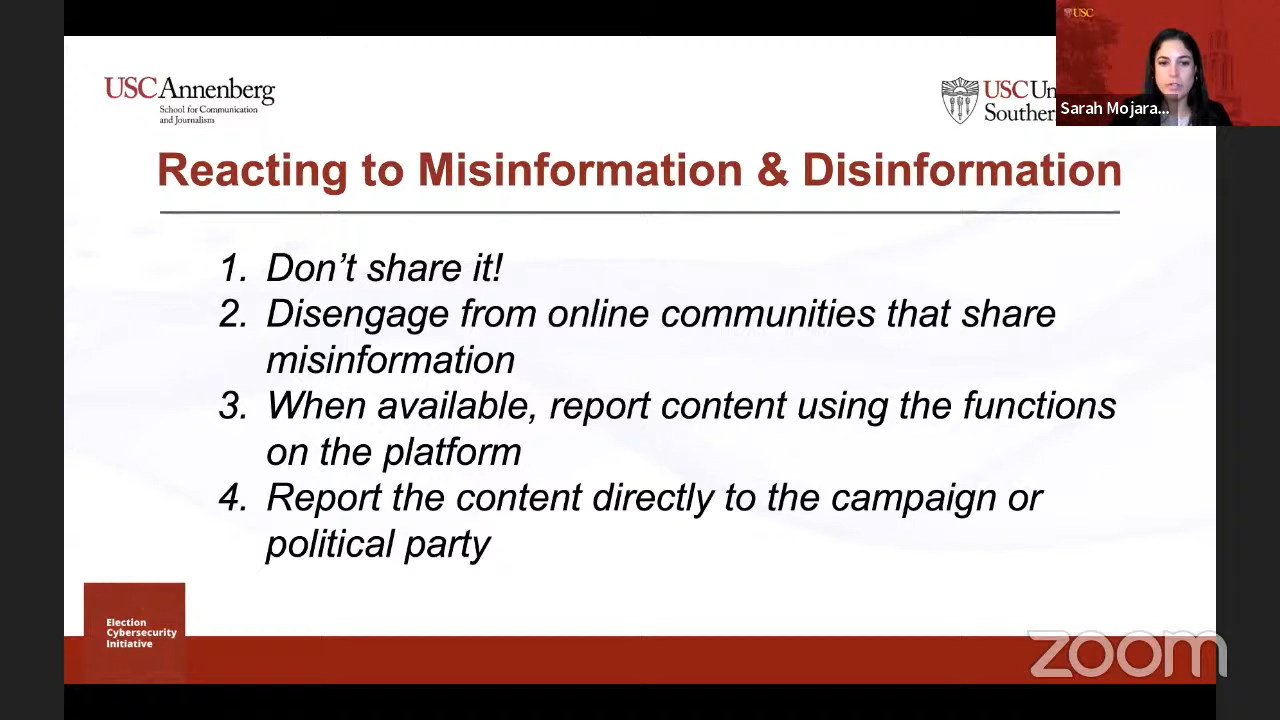 USC Annenberg
School for Communication
and Journalism
USC
Southern
USC
Sarah Mojara...
Reacting to Misinformation & Disinformation
1. Don't share it!
2. Disengage from online communities that share
misinformation
3. When available, report content using the functions
on the platform
4. Report the content directly to the campaign or
political party
Election
Cybersecurity
Initiative
zoom